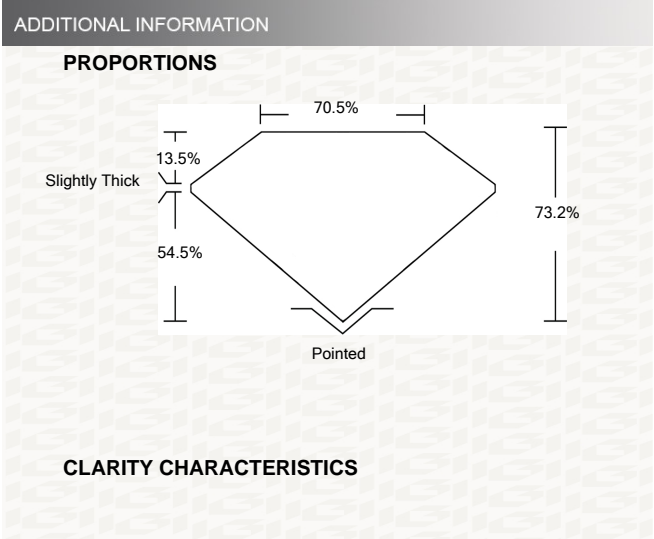 ADDITIONAL INFORMATION
PROPORTIONS
70.5%
13.5%
Slightly Thick
73.2%
54.5%
Pointed
CLARITY CHARACTERISTICS